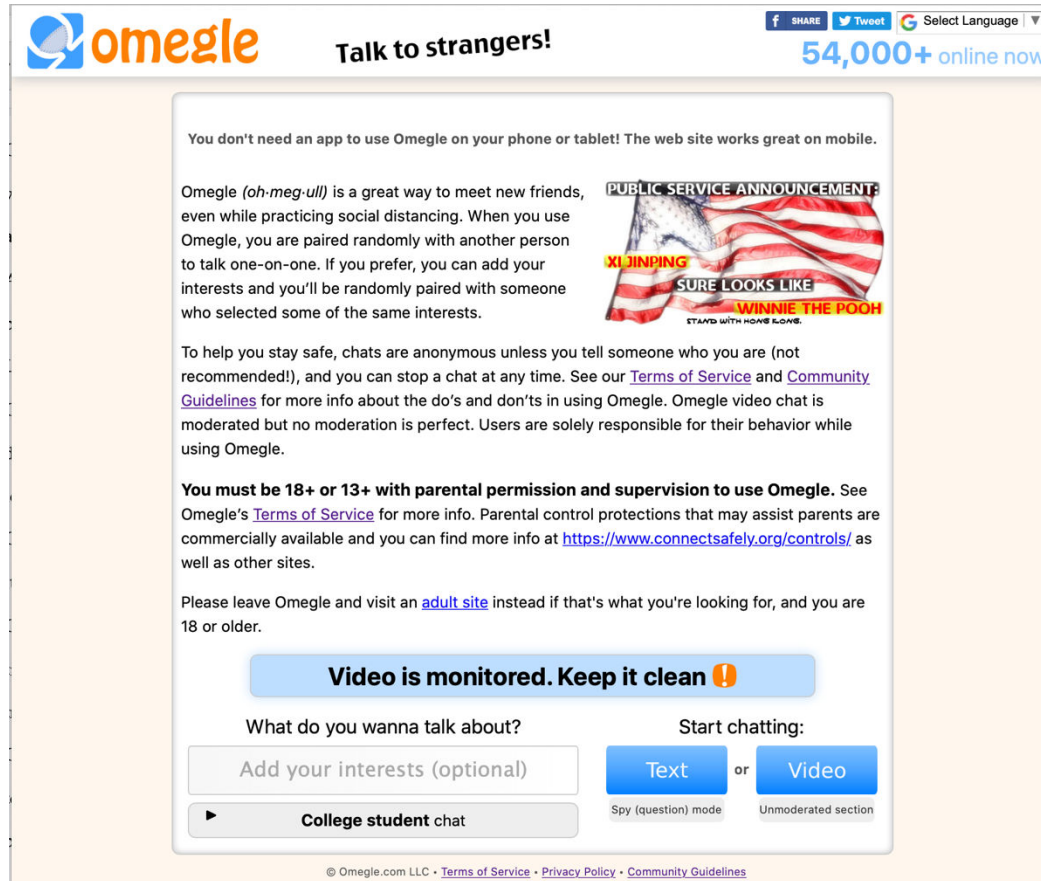 omegle
Talk to strangers!
f SHARE
Tweet
G Select Language ▼
54,000+ online now
You don't need an app to use Omegle on your phone or tablet! The web site works great on mobile.
Omegle (oh·meg·ull) is a great way to meet new friends,
even while practicing social distancing. When you use
Omegle, you are paired randomly with another person
to talk one-on-one. If you prefer, you can add your
interests and you’ll be randomly paired with someone
who selected some of the same interests.
PUBLIC SERVICE ANNOUNCEMENT:
XI JINPING
SURE LOOKS LIKE
WINNIE THE POOH
STAND WITH HONG KONG.
To help you stay safe, chats are anonymous unless you tell someone who you are (not
recommended!), and you can stop a chat at any time. See our Terms of Service and Community
Guidelines for more info about the do’s and don’ts in using Omegle. Omegle video chat is
moderated but no moderation is perfect. Users are solely responsible for their behavior while
using Omegle.
You must be 18+ or 13+ with parental permission and supervision to use Omegle. See
Omegle’s Terms of Service for more info. Parental control protections that may assist parents are
commercially available and you can find more info at https://www.connectsafely.org/controls/ as
well as other sites.
Please leave Omegle and visit an adult site instead if that's what you're looking for, and you are
18 or older.
Video is monitored. Keep it clean !
What do you wanna talk about?
Add your interests (optional)
College student chat
Start chatting:
Text or Video
Spy (question) mode
Unmoderated section
© Omegle.com LLC • Terms of Service • Privacy Policy • Community Guidelines